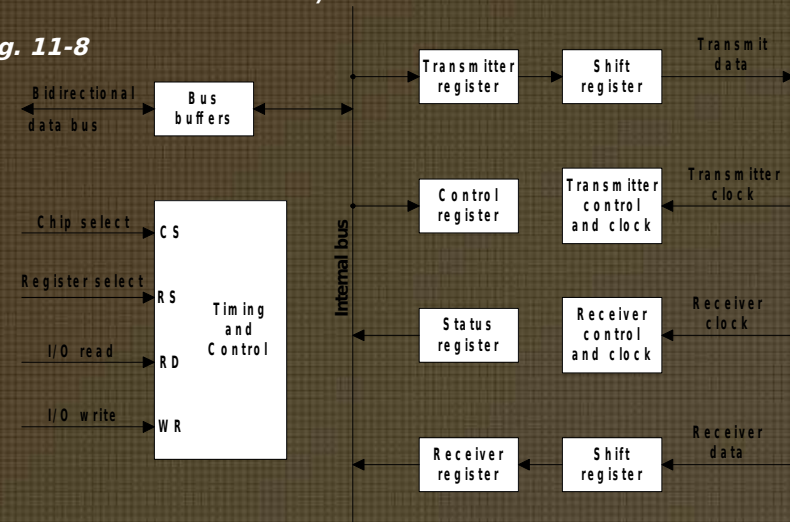 g. 11-8
Bidirectional
data bus
Bus
buffers
Chip select
CS
Register select
RS
Timing
and
Control
I/O read
RD
I/O write
WR
Internal bus
Transmitter
register
Shift
register
Transmit
data
Control
register
Transmitter
control
and clock
Transmitter
clock
Status
register
Receiver
control
and clock
Receiver
clock
Receiver
register
Shift
register
Receiver
data